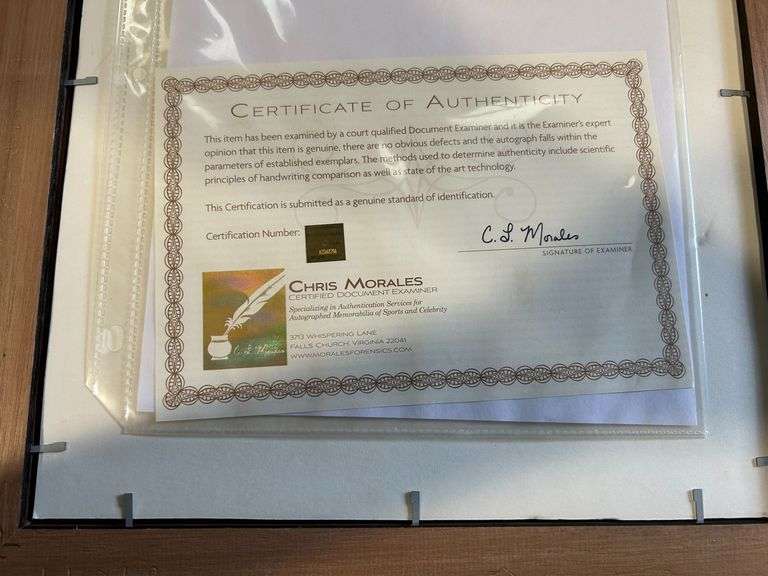 CERTIFICATE OF AUTHENTICITY
This item has been examined by a court qualified Document Examiner and it is the Examiner's expert
opinion that this item is genuine, there are no obvious defects and the autograph falls within the
parameters of established exemplars. The methods used to determine authenticity include scientific
principles of handwriting comparison as well as state of the art technology.
This Certification is submitted as a genuine standard of identification.
Certification Number:
C. L. Morales
SIGNATURE OF EXAMINER
C. L. Morales
CHRIS MORALES
CERTIFIED DOCUMENT EXAMINER
Specializing in Authentication Services for
Autographed Memorabilia of Sports and Celebrity
3713 WHISPERING LANE
FALLS CHURCH, VIRGINIA 22041
WWW.MORALESFORENSICS.COM